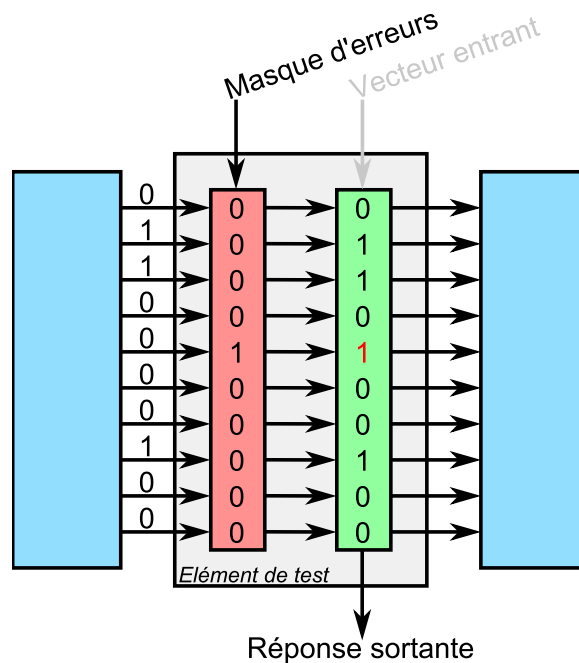 Masque d'erreurs
Vecteur entrant
0 0 0
1 0 1
1 0 1
0 0 0
0 1 1
0 0 0
0 0 0
1 0 1
0 0 0
0 0 0
Elément de test
Réponse sortante